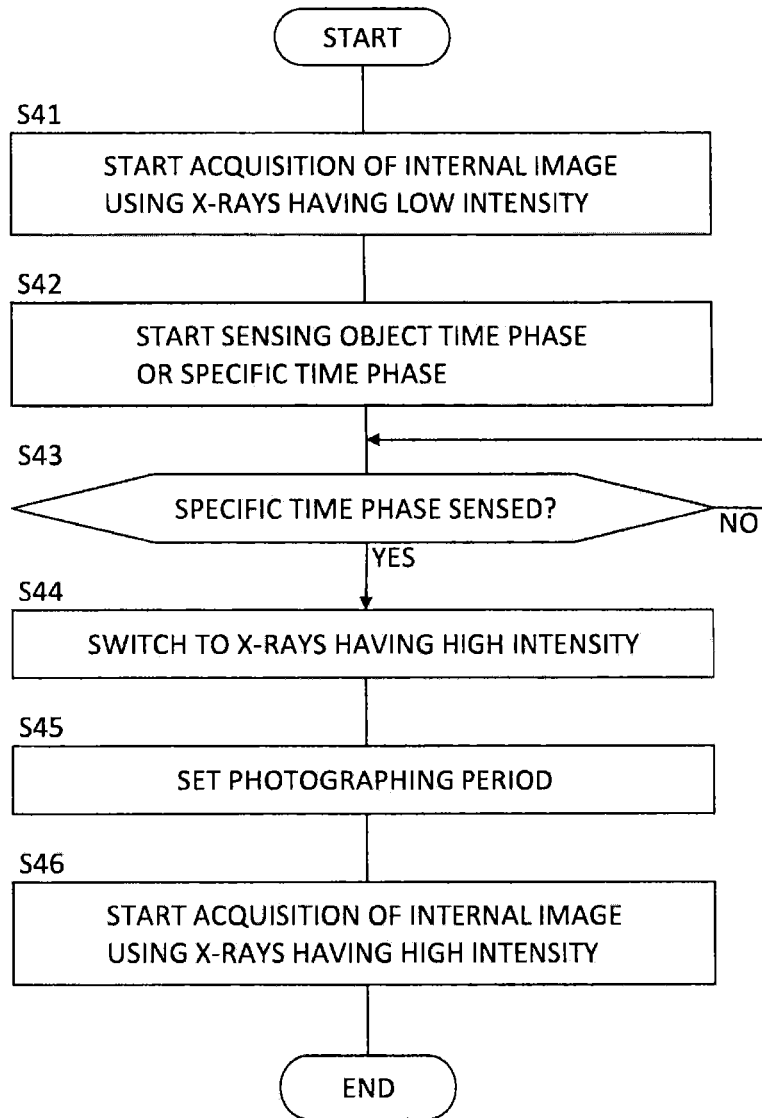 START
S41
START ACQUISITION OF INTERNAL IMAGE
USING X-RAYS HAVING LOW INTENSITY
S42
START SENSING OBJECT TIME PHASE
OR SPECIFIC TIME PHASE
S43
SPECIFIC TIME PHASE SENSED?
NO
YES
S44
SWITCH TO X-RAYS HAVING HIGH INTENSITY
S45
SET PHOTOGRAPHING PERIOD
S46
START ACQUISITION OF INTERNAL IMAGE
USING X-RAYS HAVING HIGH INTENSITY
END